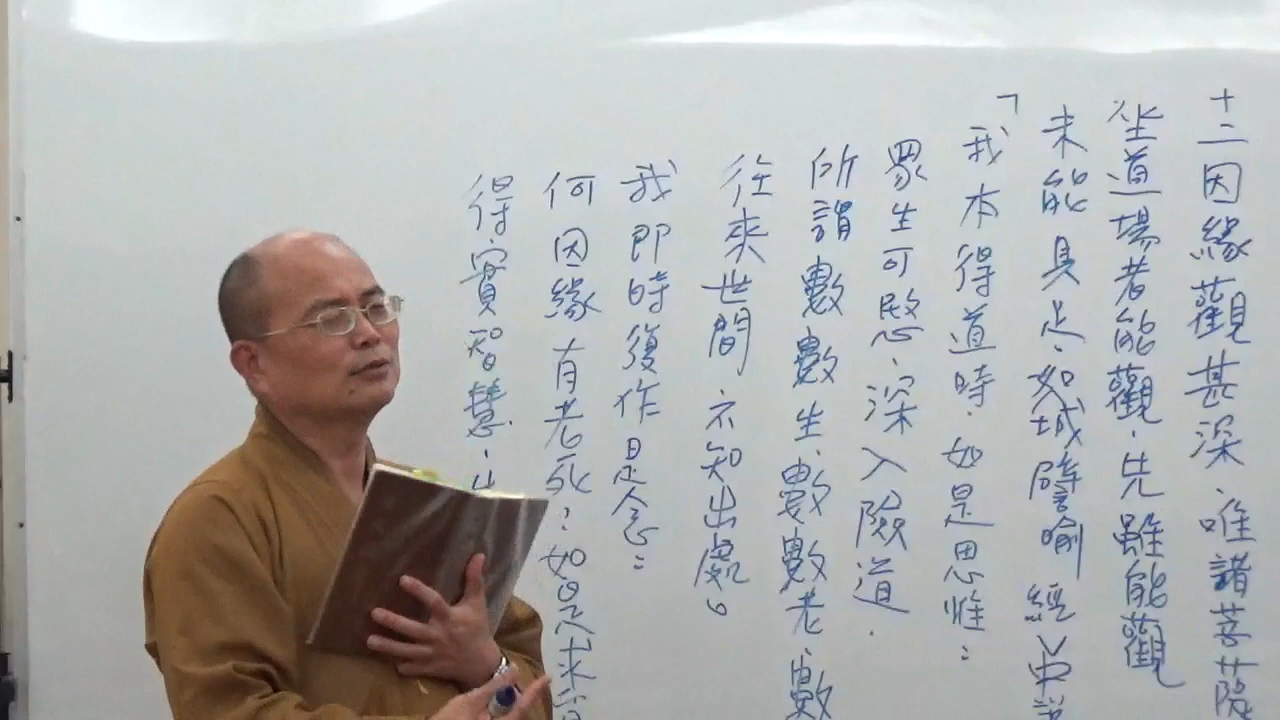 十二因緣觀甚深唯諸菩薩
坐道場者能觀.先雖能觀
未能具足.如城譬喻經中說
「我本得道時.如是思惟:
眾生可愍.深入險道.
所謂數數生.數數老.數
往來世間.不知出處。
我即時復作是念:
何因緣有老死?如是求
得.實智慧.